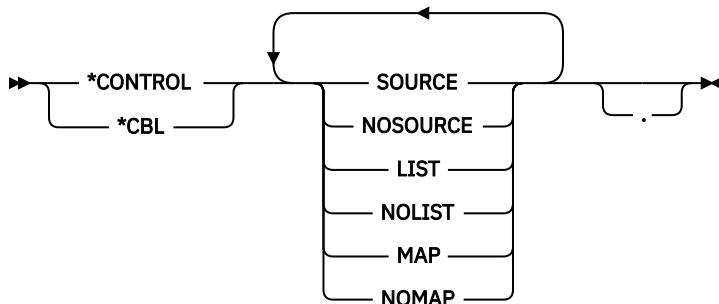 *CONTROL
*CBL
SOURCE
NOSOURCE
LIST
NOLIST
MAP
NOMAP
.